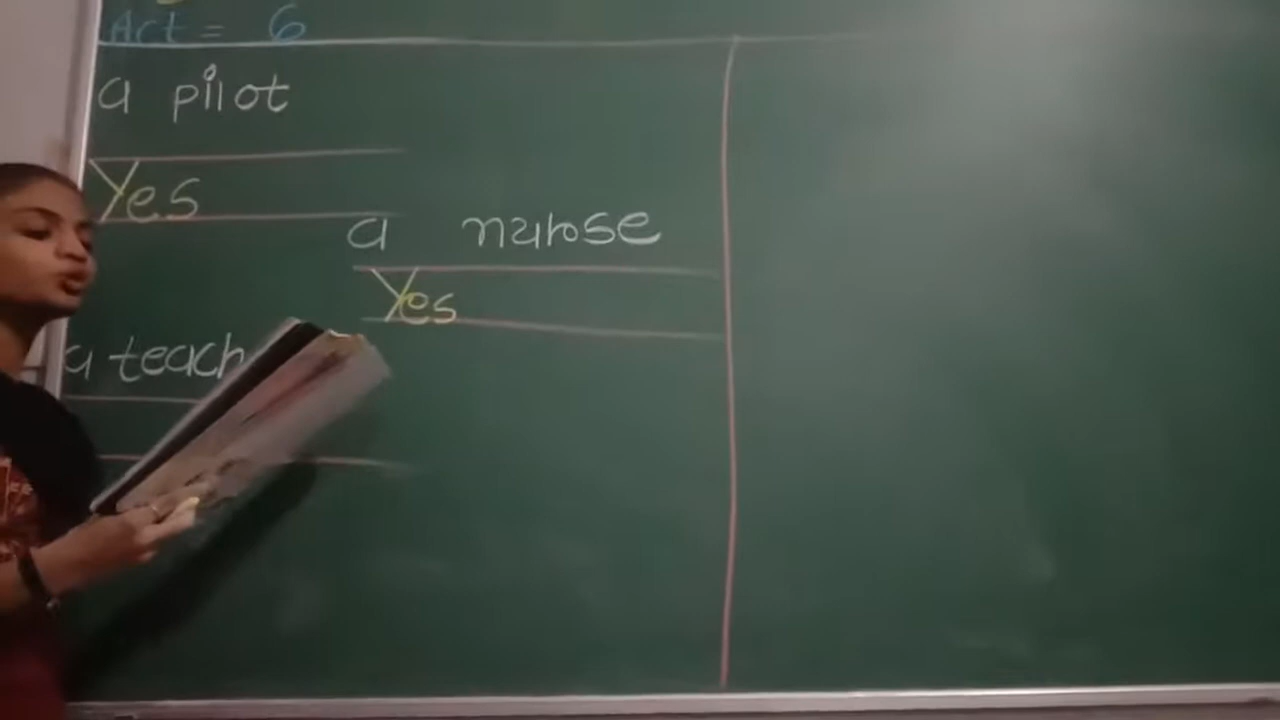 Act = 6
a pilot
Yes
a nurse
Yes
a teach